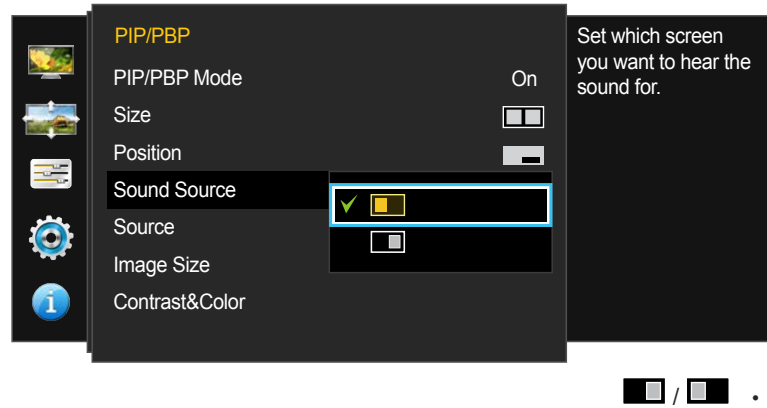 PIP/PBP
PIP/PBP Mode On
Size
Position
Sound Source
Source
Image Size
Contrast&Color
Set which screen
you want to hear the
sound for.
/ •